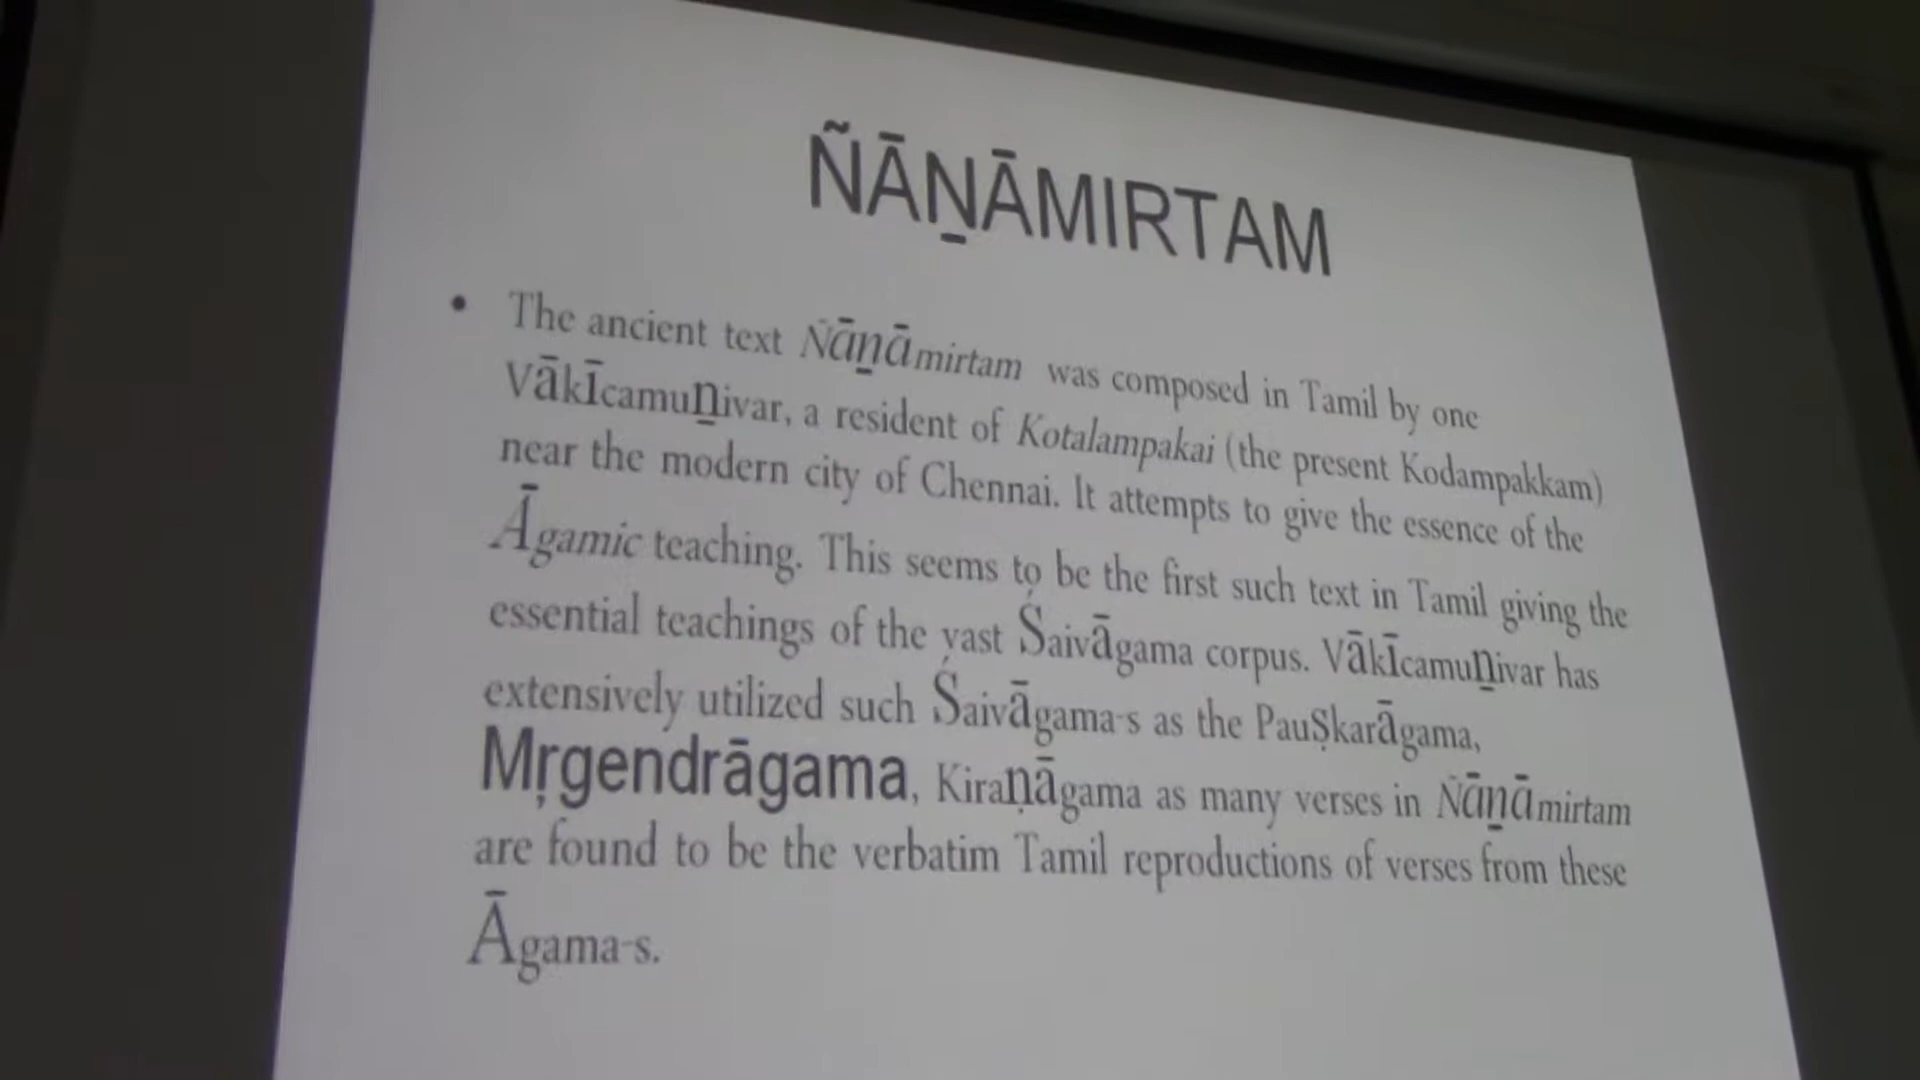 ÑĀṈĀMIRTAM
• The ancient text Ñāṉāmirtam was composed in Tamil by one
Vākīcamuṉivar, a resident of Kotalampakai (the present Kodampakkam)
near the modern city of Chennai. It attempts to give the essence of the
Āgamic teaching. This seems to be the first such text in Tamil giving the
essential teachings of the vast Śaivāgama corpus. Vākīcamuṉivar has
extensively utilized such Śaivāgama-s as the PauṢkarāgama,
Mṛgendrāgama, Kiraṇāgama as many verses in Ñāṉāmirtam
are found to be the verbatim Tamil reproductions of verses from these
Āgama-s.